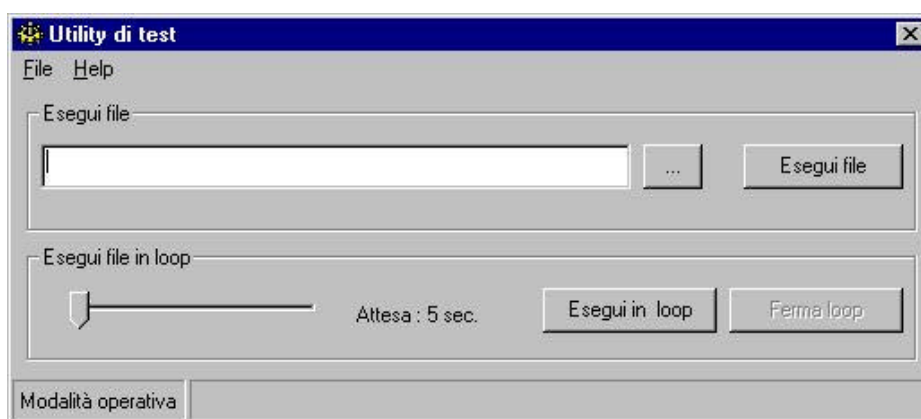 Utility di test
File Help
Esegui file
... Esegui file
Esegui file in loop
Attesa : 5 sec. Esegui in loop Ferma loop
Modalità operativa